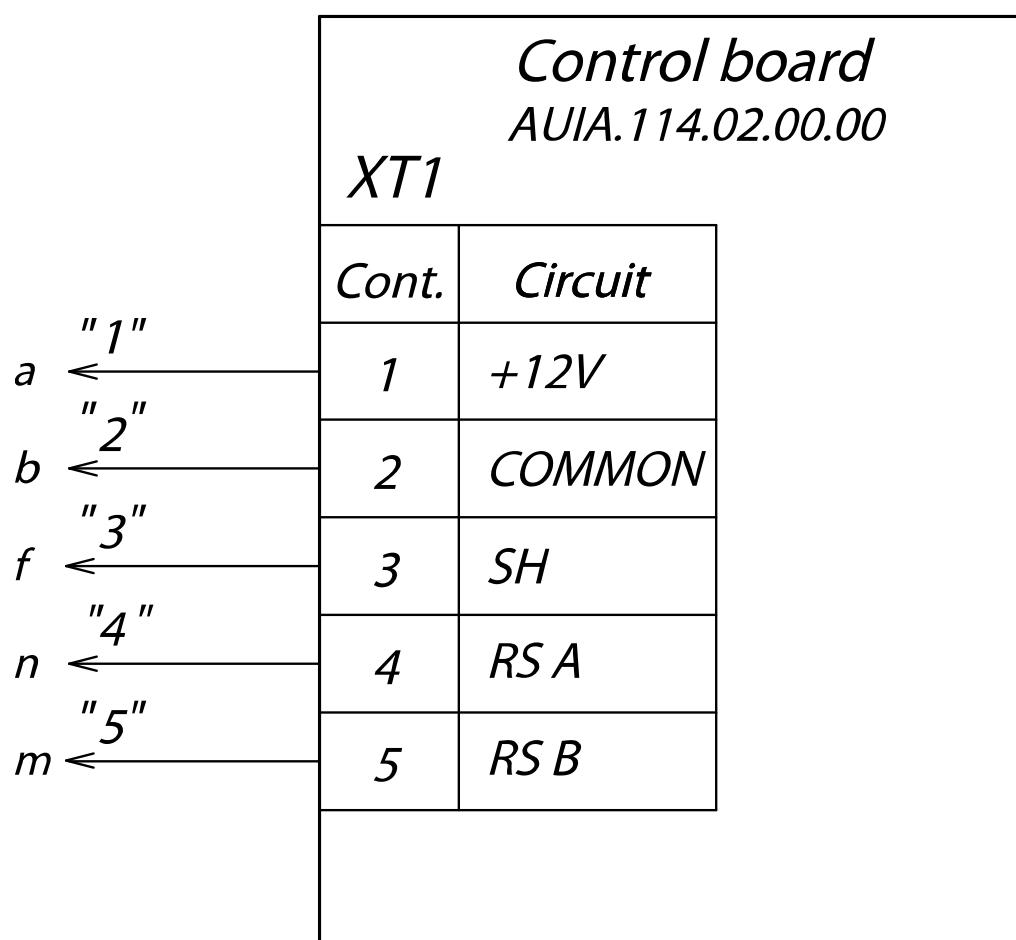 Control board
AUIA.114.02.00.00
XT1
Cont. Circuit
"1"
a 1 +12V
"2"
b 2 COMMON
"3"
f 3 SH
"4"
n 4 RS A
"5"
m 5 RS B